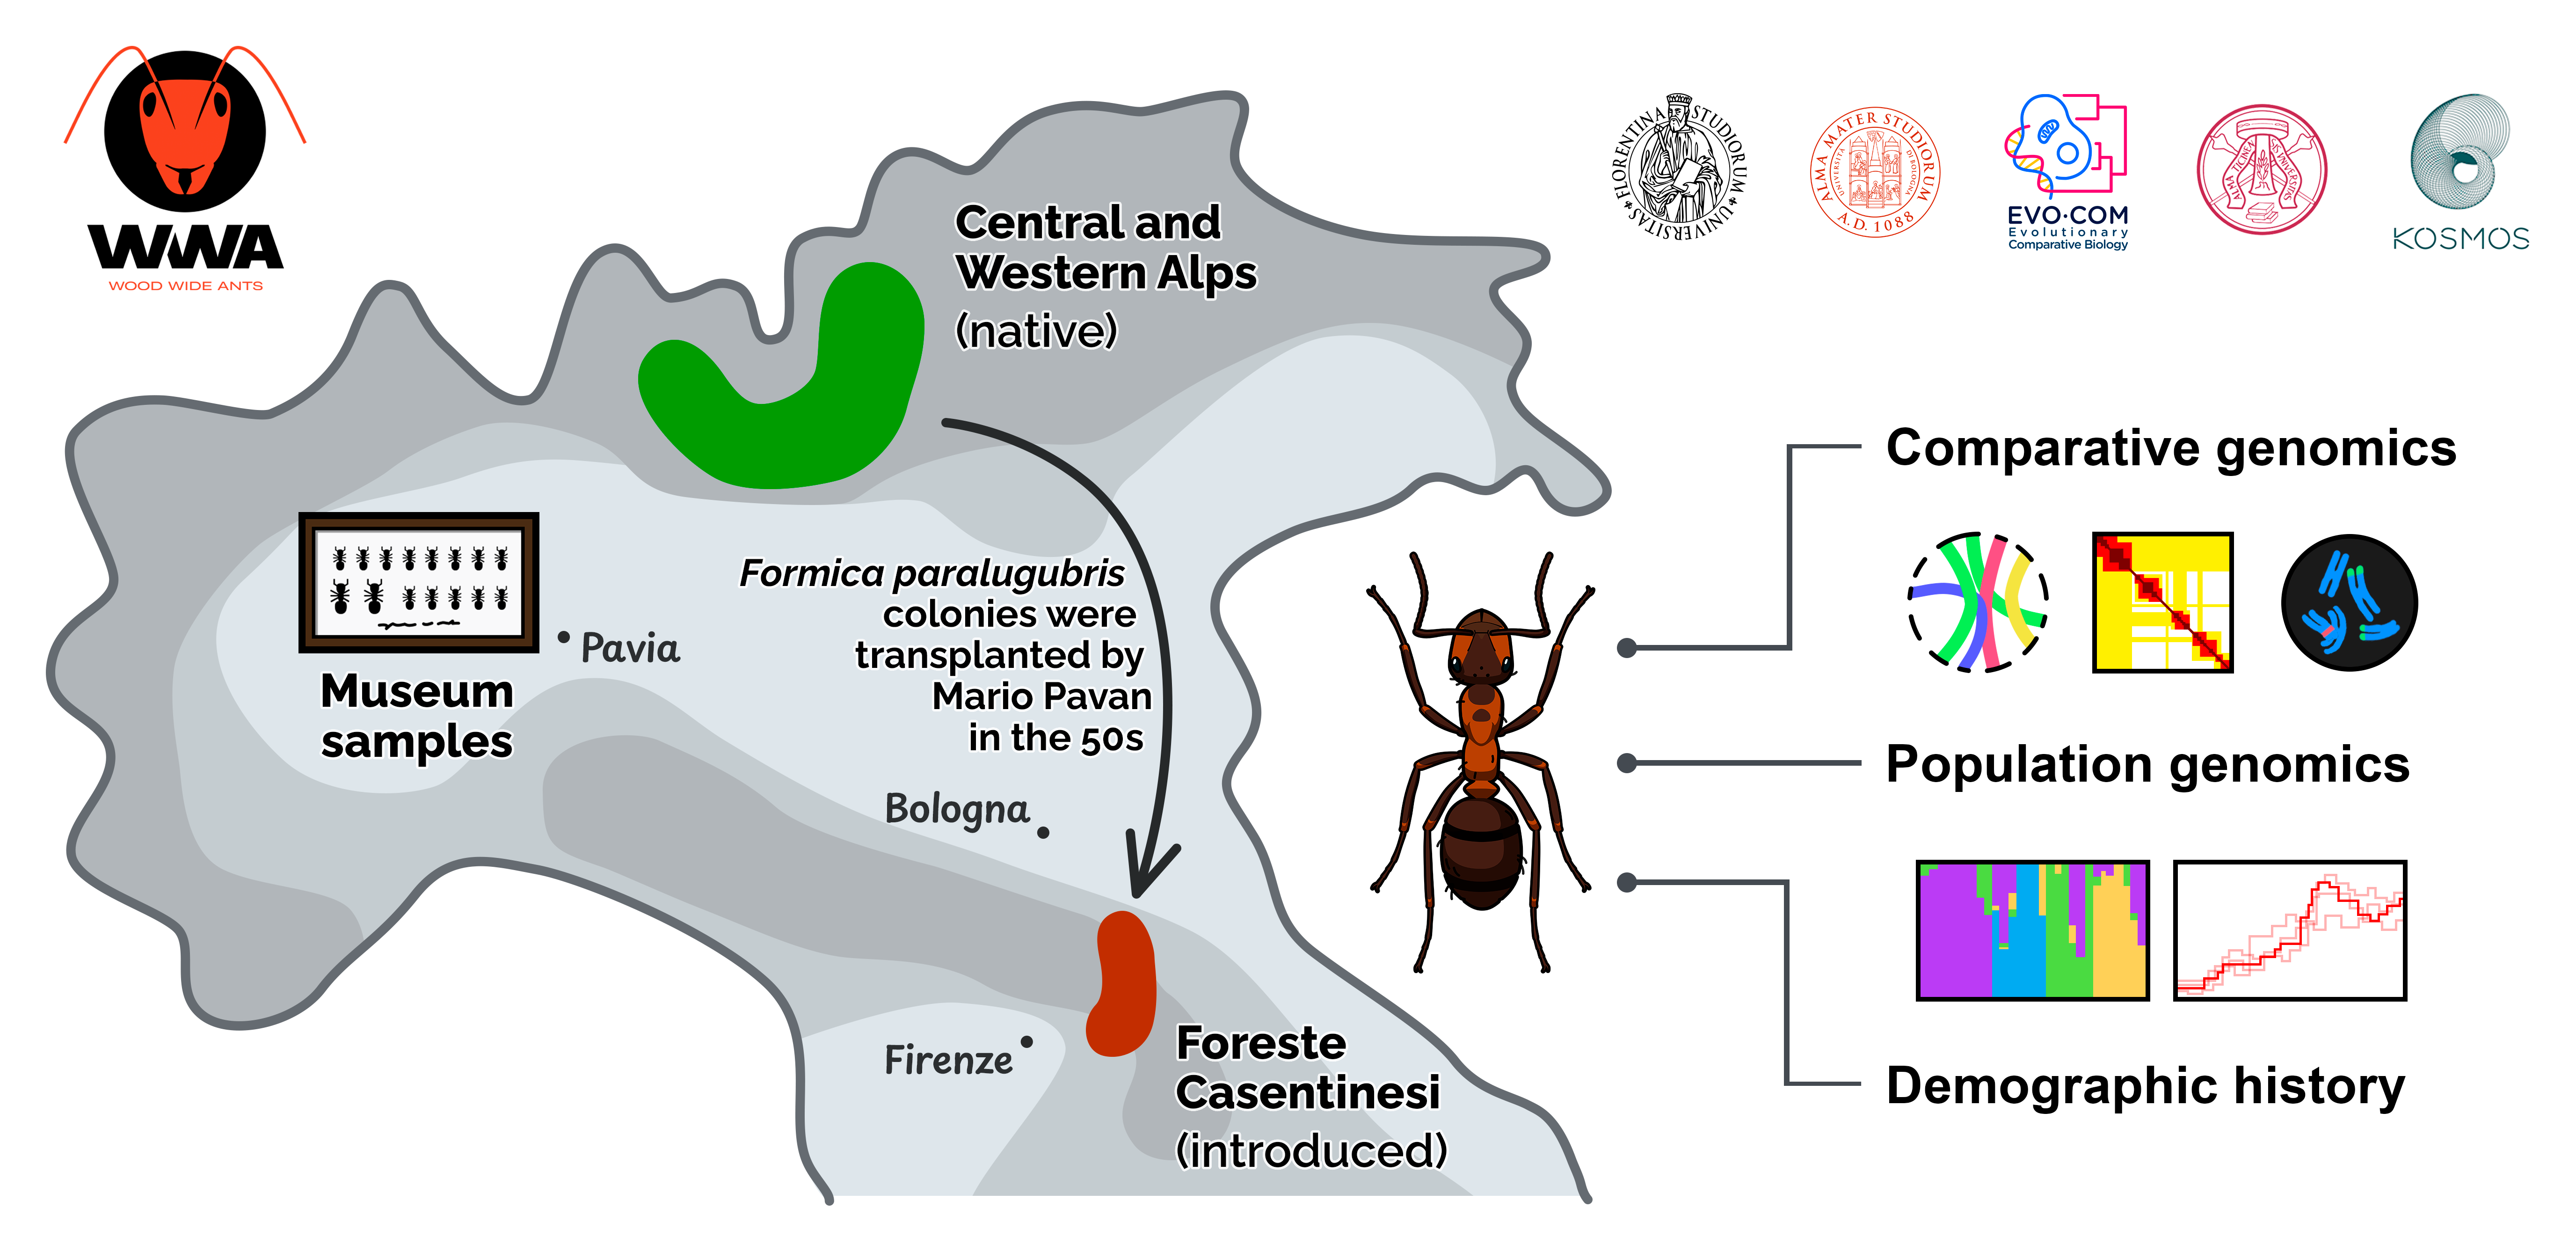 WWA
WOOD WIDE ANTS
FLORENTINA STUDIORUM UNIVERSITAS
ALMA MATER STUDIORUM
A.D. 1088
UNIVERSITÀ DI BOLOGNA
EVO·COM
Evolutionary
Comparative Biology
ALMA TICINEN
SIS UNIVERSITAS
KOSMOS
Central and
Western Alps
(native)
Formica paralugubris
colonies were
transplanted by
Mario Pavan
in the 50s
Pavia
Museum
samples
Bologna
Firenze
Foreste
Casentinesi
(introduced)
Comparative genomics
Population genomics
Demographic history